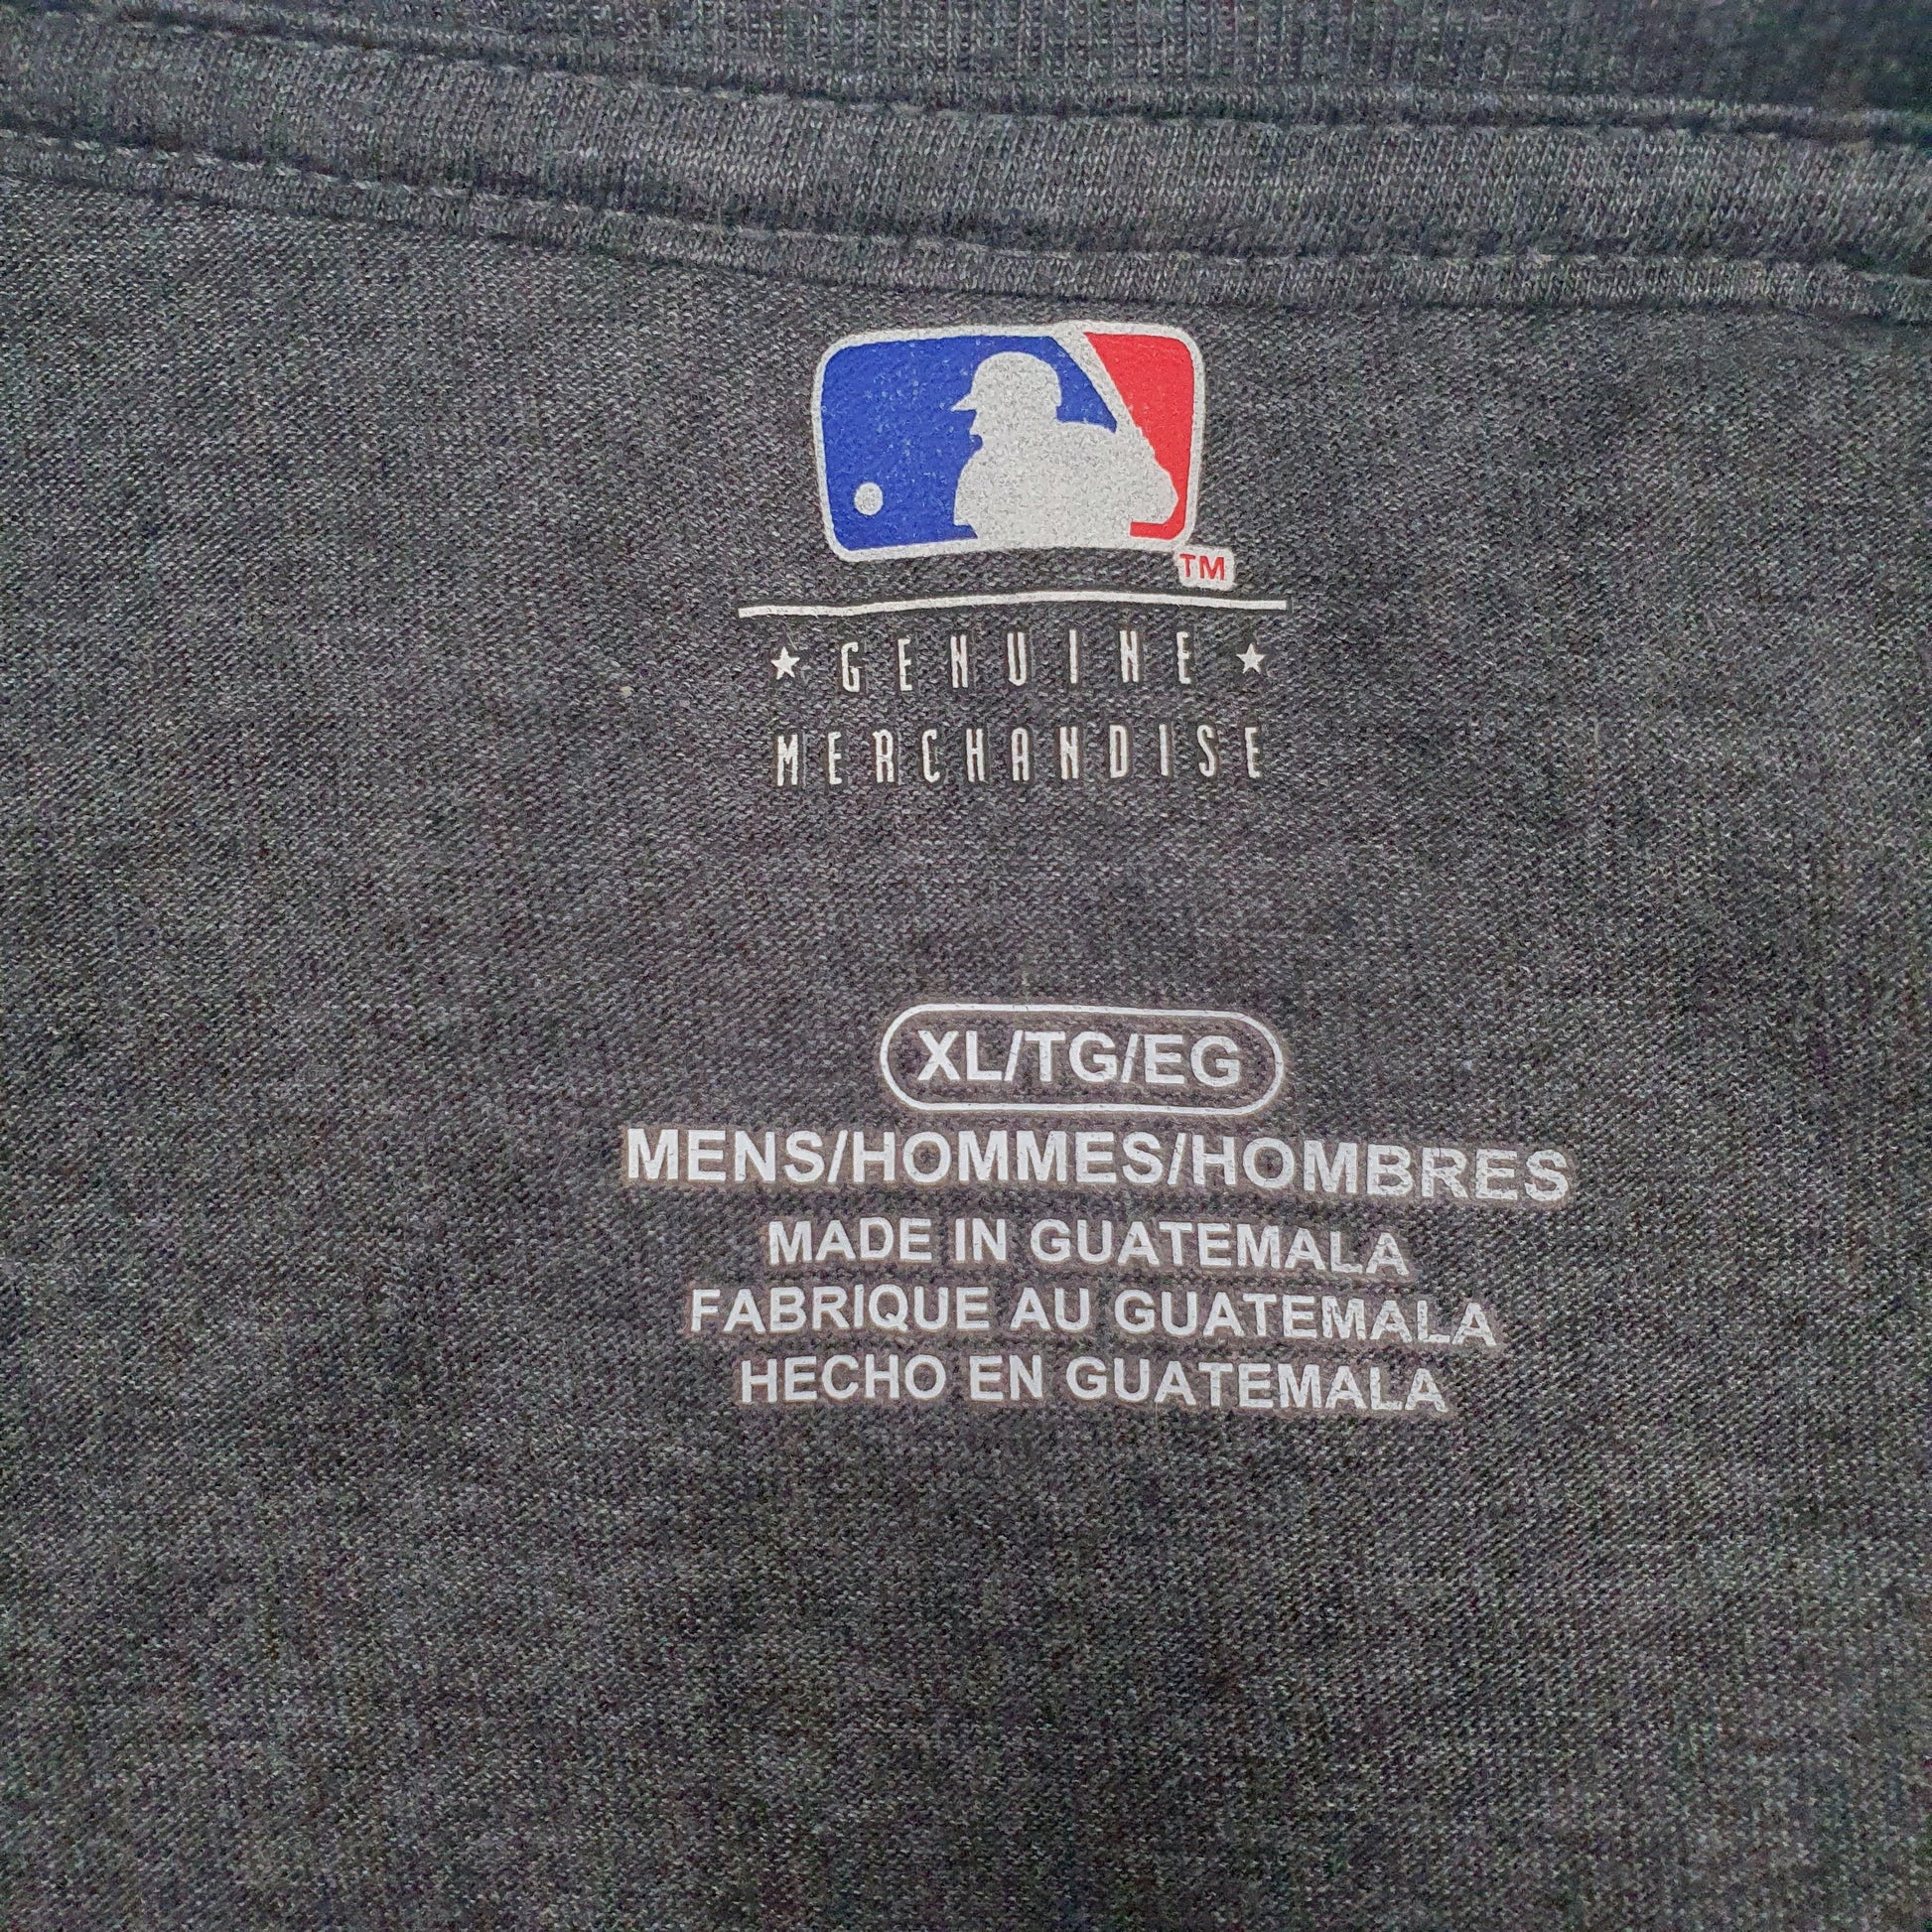 TM
GENUINE
MERCHANDISE
XL/TG/EG
MENS/HOMMES/HOMBRES
MADE IN GUATEMALA
FABRIQUE AU GUATEMALA
HECHO EN GUATEMALA